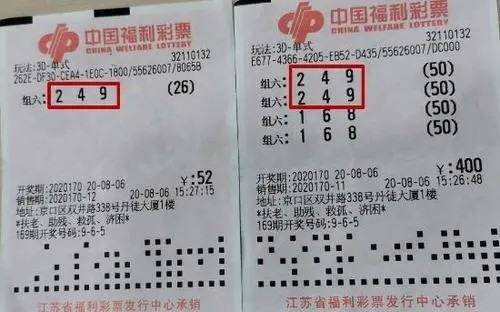 中国福利彩票
CHINA WELFARE LOTTERY
玩法:3D-单式
32110132
262E-DF3D-CEA4-1E0C-1800/55626007/8065B
组六: 2 4 9 (26)
¥:52
开奖期:2020170 20-08-06
销售期:2020170-11 20-08-06 15:27:15
地址:京口区双井路338号丹徒大厦1楼
*扶老、助残、救孤、济困*
169期开奖号码:9-6-5
江苏省福利彩票发行中心承销
中国福利彩票
CHINA WELFARE LOTTERY
玩法:3D-单式
32110132
E677-4366-4205-EB52-D435/55626007/DC000
组六: 2 4 9 (50)
组六: 2 4 9 (50)
组六: 1 6 8 (50)
组六: 1 6 8 (50)
¥:400
开奖期:2020170 20-08-06
销售期:2020170-12 20-08-06 15:26:48
地址:京口区双井路338号丹徒大厦1楼
*扶老、助残、救孤、济困*
169期开奖号码:9-6-5
江苏省福利彩票发行中心承销